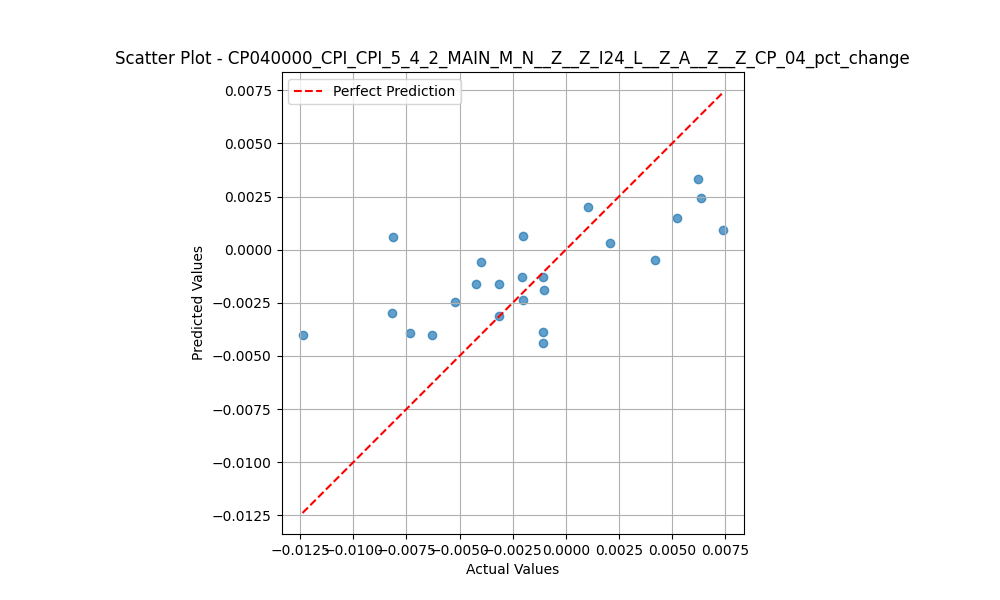 Scatter Plot - CP040000_CPI_CPI_5_4_2_MAIN_M_N__Z__Z_I24_L__Z_A__Z__Z_CP_04_pct_change
Perfect Prediction
0.0075
0.0050
0.0025
0.0000
−0.0025
−0.0050
−0.0075
−0.0100
−0.0125
Predicted Values
−0.0125 −0.0100 −0.0075 −0.0050 −0.0025 0.0000 0.0025 0.0050 0.0075
Actual Values